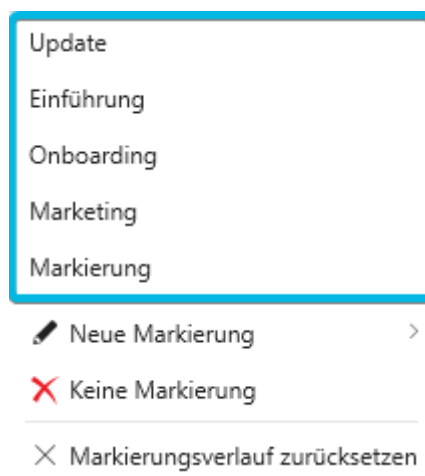 Update
Einführung
Onboarding
Marketing
Markierung
Neue Markierung
Keine Markierung
Markierungsverlauf zurücksetzen